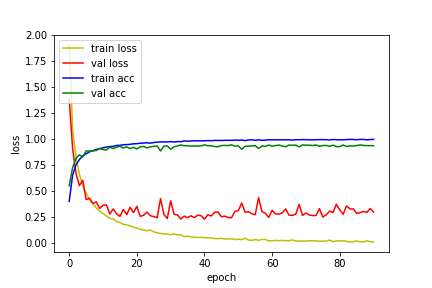 2.00
1.75
1.50
1.25
1.00
0.75
0.50
0.25
0.00
loss
train loss
val loss
train acc
val acc
0 20 40 60 80
epoch